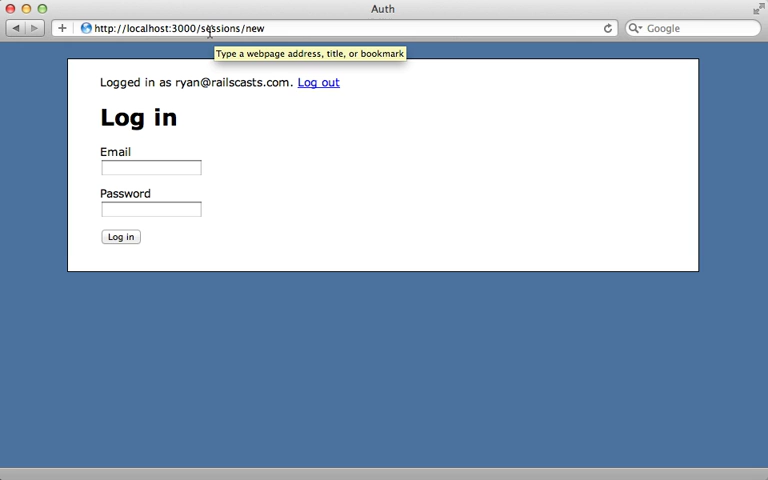 Auth
http://localhost:3000/sessions/new
Google
Type a webpage address, title, or bookmark
Logged in as ryan@railscasts.com. Log out
Log in
Email
Password
Log in